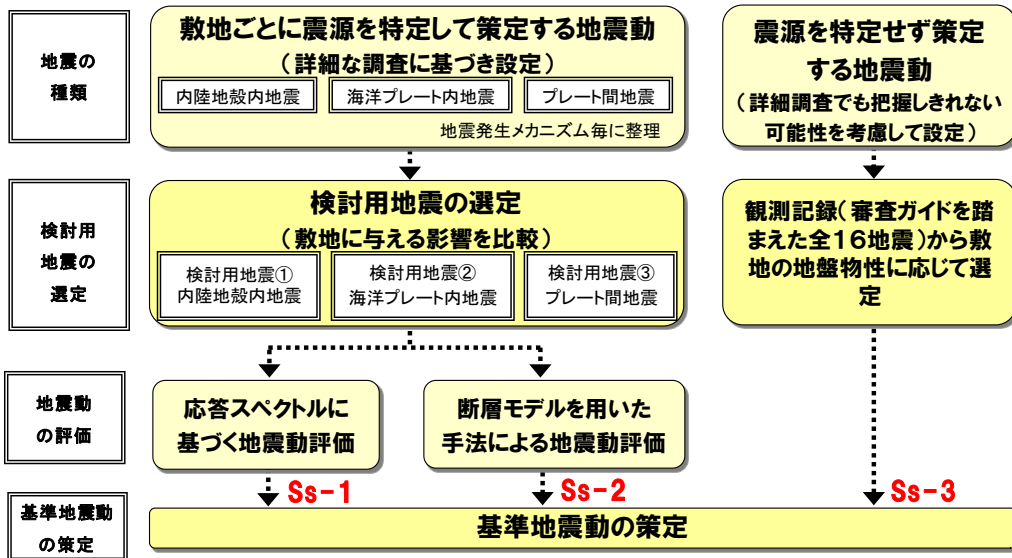 地震の
種類
敷地ごとに震源を特定して策定する地震動
（詳細な調査に基づき設定）
内陸地殻内地震
海洋プレート内地震
プレート間地震
地震発生メカニズム毎に整理
震源を特定せず策定
する地震動
（詳細調査でも把握しきれない
可能性を考慮して設定）
検討用
地震の
選定
検討用地震の選定
（敷地に与える影響を比較）
検討用地震①
内陸地殻内地震
検討用地震②
海洋プレート内地震
検討用地震③
プレート間地震
観測記録（審査ガイドを踏
まえた全16地震）から敷
地の地盤物性に応じて選
定
地震動
の評価
応答スペクトルに
基づく地震動評価
断層モデルを用いた
手法による地震動評価
Ss-1
Ss-2
Ss-3
基準地震動
の策定
基準地震動の策定